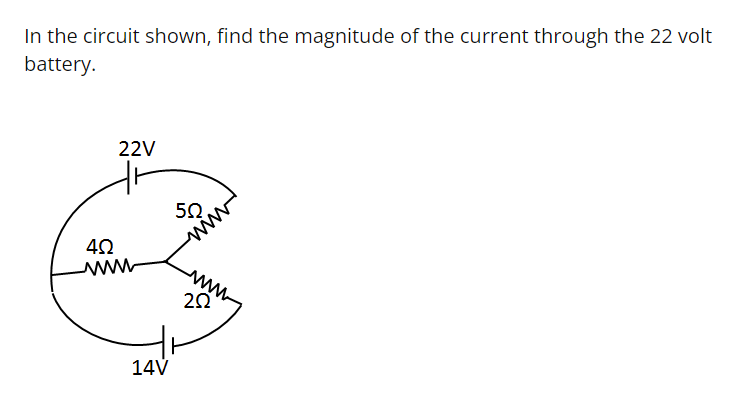 In the circuit shown, find the magnitude of the current through the 22 volt
battery.
22V
5Ω
4Ω
2Ω
14V